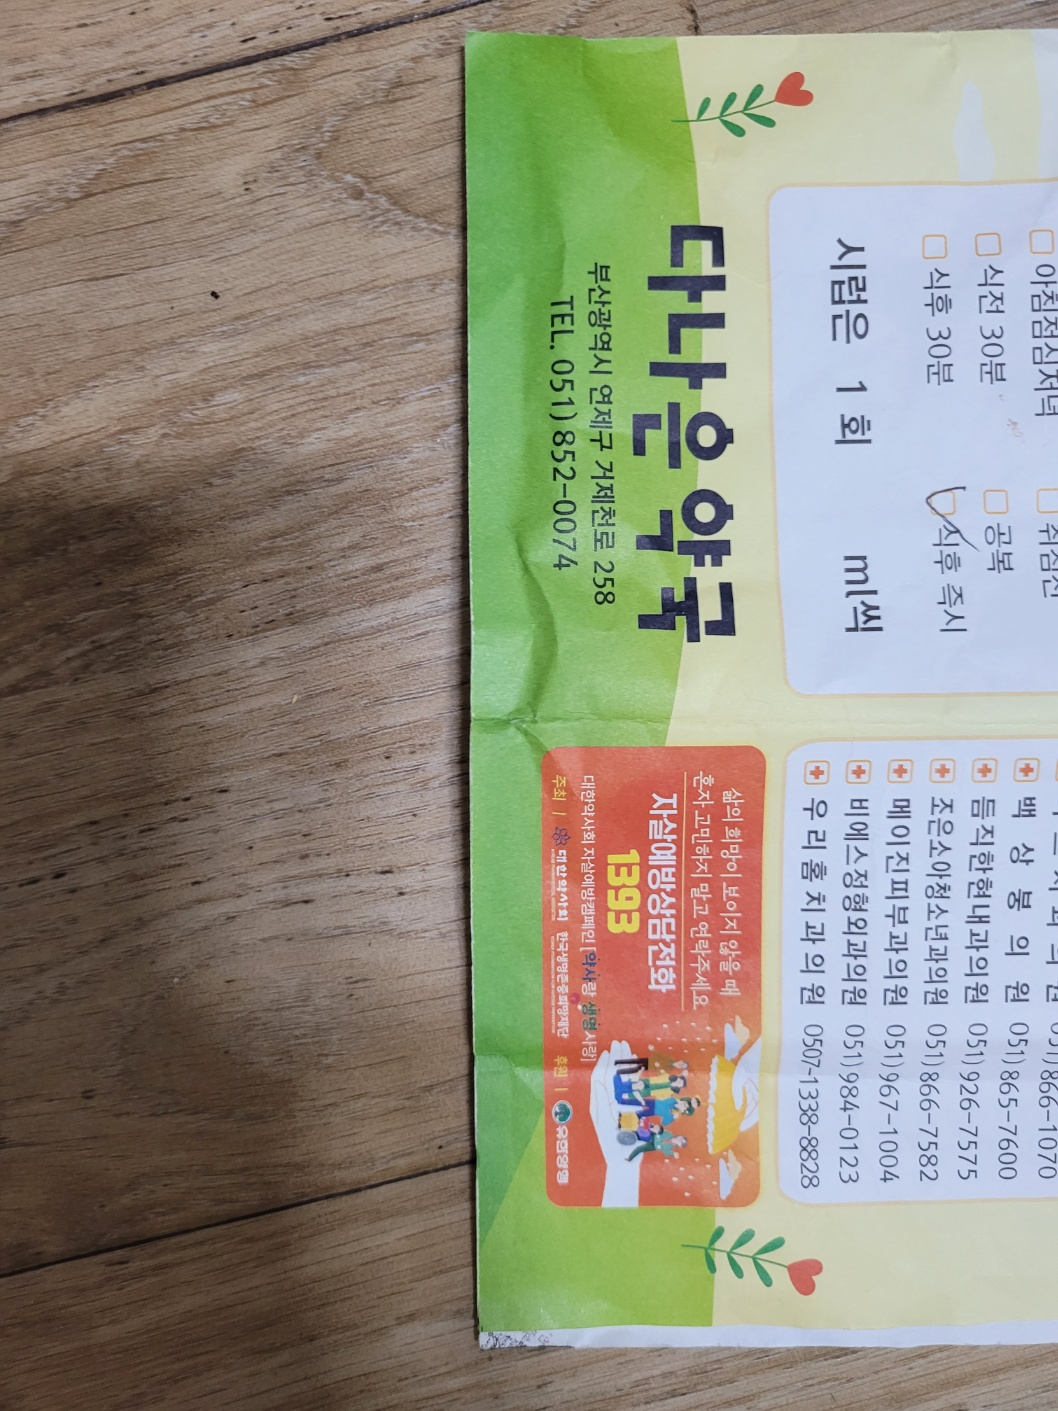 아침점심저녁
식전 30분 공복
식후 30분 식후 즉시
시럽은 1 회 ml씩
051)866-1070
백 상 봉 의 원 051)865-7600
듬직한현내과의원 051)926-7575
조은소아청소년과의원 051)866-7582
메이진피부과의원 051)967-1004
비에스정형외과의원 051)984-0123
우리홈치과의원 0507-1338-8828
다나은약국
부산광역시 연제구 거제천로 258
TEL. 051) 852-0074
삶의 희망이 보이지 않을 때
혼자 고민하지 말고 연락주세요
자살예방상담전화
1393
대한약사회 자살예방캠페인 [약사랑 생명사랑]
주최 | 대한약사회 한국생명존중희망재단 후원 | 유한양행